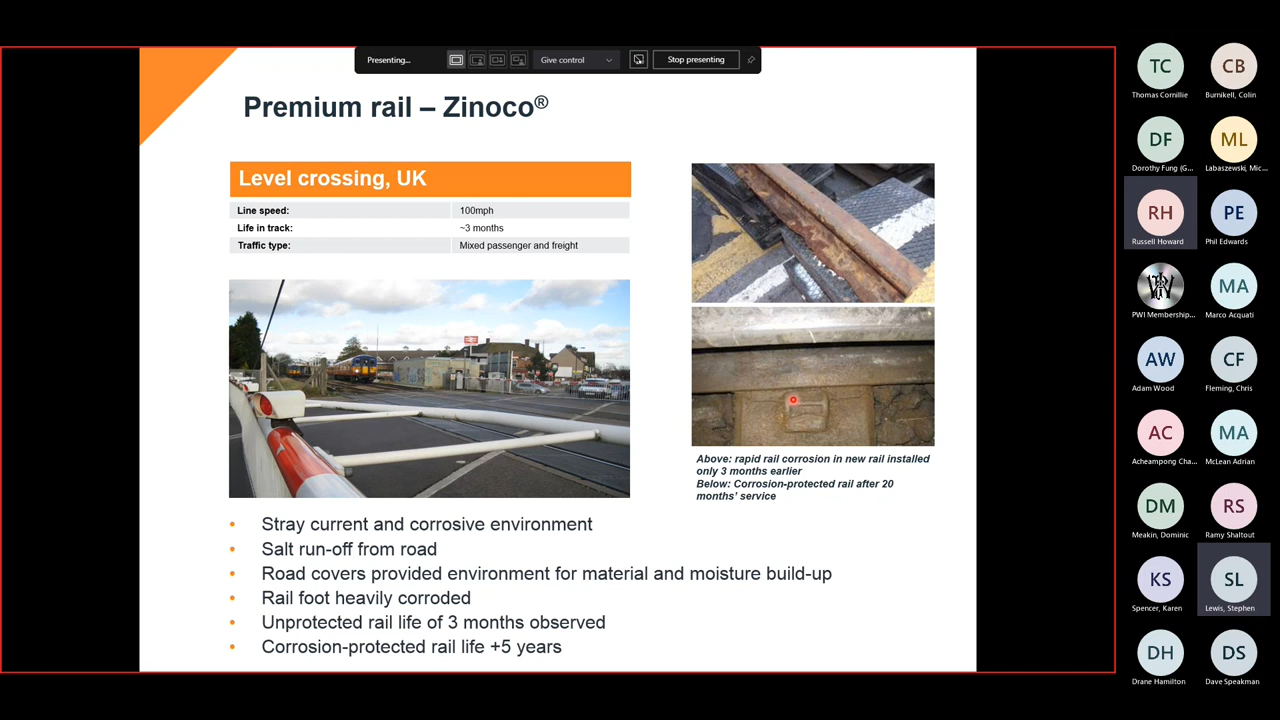 Presenting...
Give control
Stop presenting
Premium rail – Zinoco®
Level crossing, UK
Line speed: 100mph
Life in track: ~3 months
Traffic type: Mixed passenger and freight
Above: rapid rail corrosion in new rail installed
only 3 months earlier
Below: Corrosion-protected rail after 20
months' service
• Stray current and corrosive environment
• Salt run-off from road
• Road covers provided environment for material and moisture build-up
• Rail foot heavily corroded
• Unprotected rail life of 3 months observed
• Corrosion-protected rail life +5 years
TC CB
Thomas Cornillie Burnikell, Colin
DF ML
Dorothy Fung (G... Labaszewski, Mic...
RH PE
Russell Howard Phil Edwards
MA
PWI Membership... Marco Acquati
AW CF
Adam Wood Fleming, Chris
AC MA
Acheampong Cha... McLean Adrian
DM RS
Meakin, Dominic Ramy Shaltout
KS SL
Spencer, Karen Lewis, Stephen
DH DS
Drane Hamilton Dave Speakman